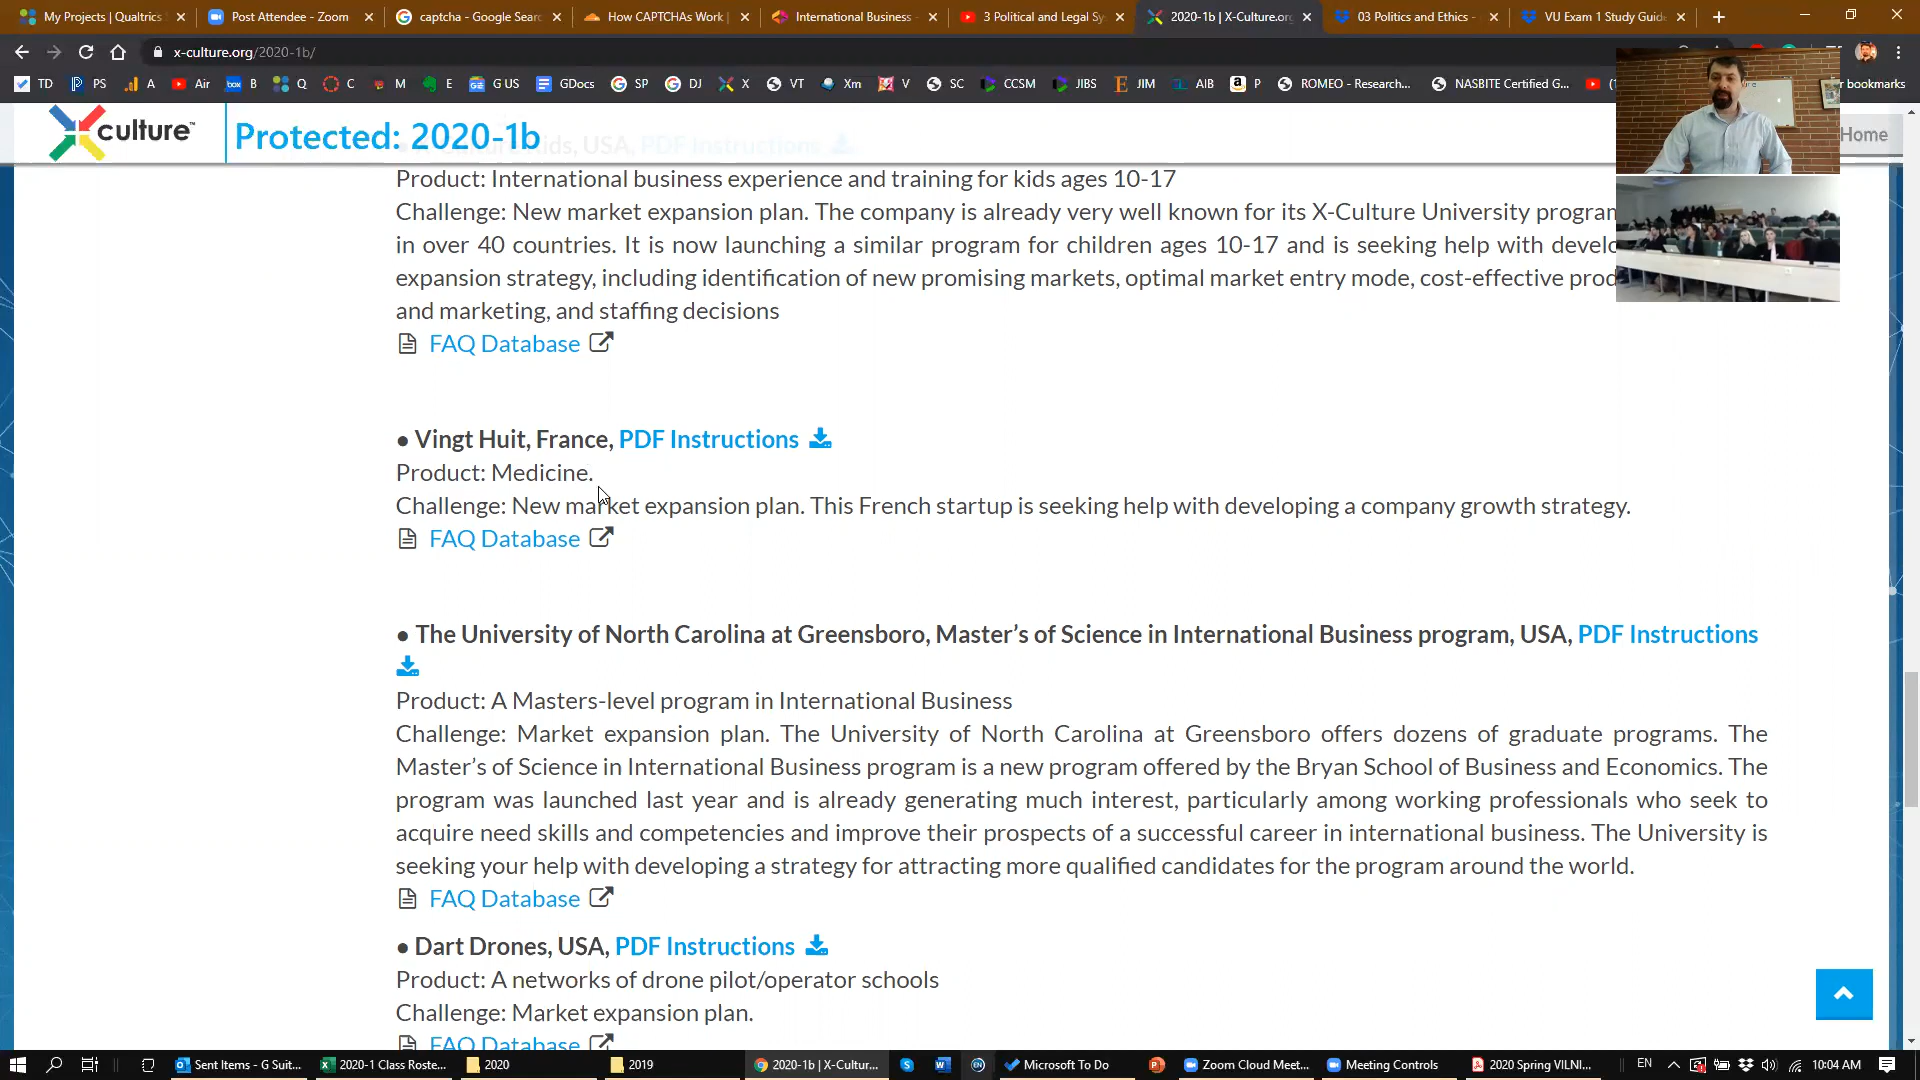 My Projects | Qualtrics
Post Attendee - Zoom
captcha - Google Sear
How CAPTCHAs Work |
International Business -
3 Political and Legal Sy
2020-1b | X-Culture.or
03 Politics and Ethics -
VU Exam 1 Study Guid
x-culture.org/2020-1b/
TD PS A Air B Q C M E G US GDocs SP DJ X VT Xm V SC CCSM JIBS JIM AIB P ROMEO - Research... NASBITE Certified G... bookmarks
culture™ Protected: 2020-1b
Home
Kids, USA, PDF Instructions
Product: International business experience and training for kids ages 10-17
Challenge: New market expansion plan. The company is already very well known for its X-Culture University program
in over 40 countries. It is now launching a similar program for children ages 10-17 and is seeking help with develo
expansion strategy, including identification of new promising markets, optimal market entry mode, cost-effective prod
and marketing, and staffing decisions
FAQ Database
● Vingt Huit, France, PDF Instructions
Product: Medicine.
Challenge: New market expansion plan. This French startup is seeking help with developing a company growth strategy.
FAQ Database
● The University of North Carolina at Greensboro, Master's of Science in International Business program, USA, PDF Instructions
Product: A Masters-level program in International Business
Challenge: Market expansion plan. The University of North Carolina at Greensboro offers dozens of graduate programs. The
Master's of Science in International Business program is a new program offered by the Bryan School of Business and Economics. The
program was launched last year and is already generating much interest, particularly among working professionals who seek to
acquire need skills and competencies and improve their prospects of a successful career in international business. The University is
seeking your help with developing a strategy for attracting more qualified candidates for the program around the world.
FAQ Database
● Dart Drones, USA, PDF Instructions
Product: A networks of drone pilot/operator schools
Challenge: Market expansion plan.
FAQ Database
Sent Items - G Suit...
2020-1 Class Roste...
2020
2019
2020-1b | X-Cultur...
Microsoft To Do
Zoom Cloud Meet...
Meeting Controls
2020 Spring VILNI...
EN
10:04 AM